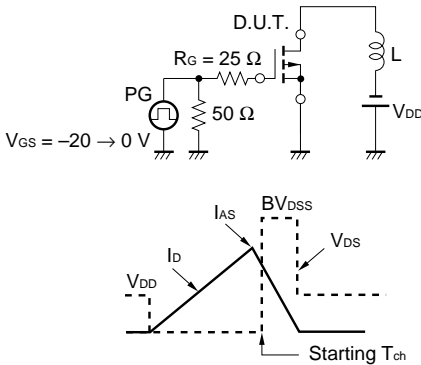 D.U.T.
RG = 25 Ω
L
PG
50 Ω
VDD
VGS = –20 → 0 V
BVDSS
IAS
ID
VDS
VDD
Starting Tch